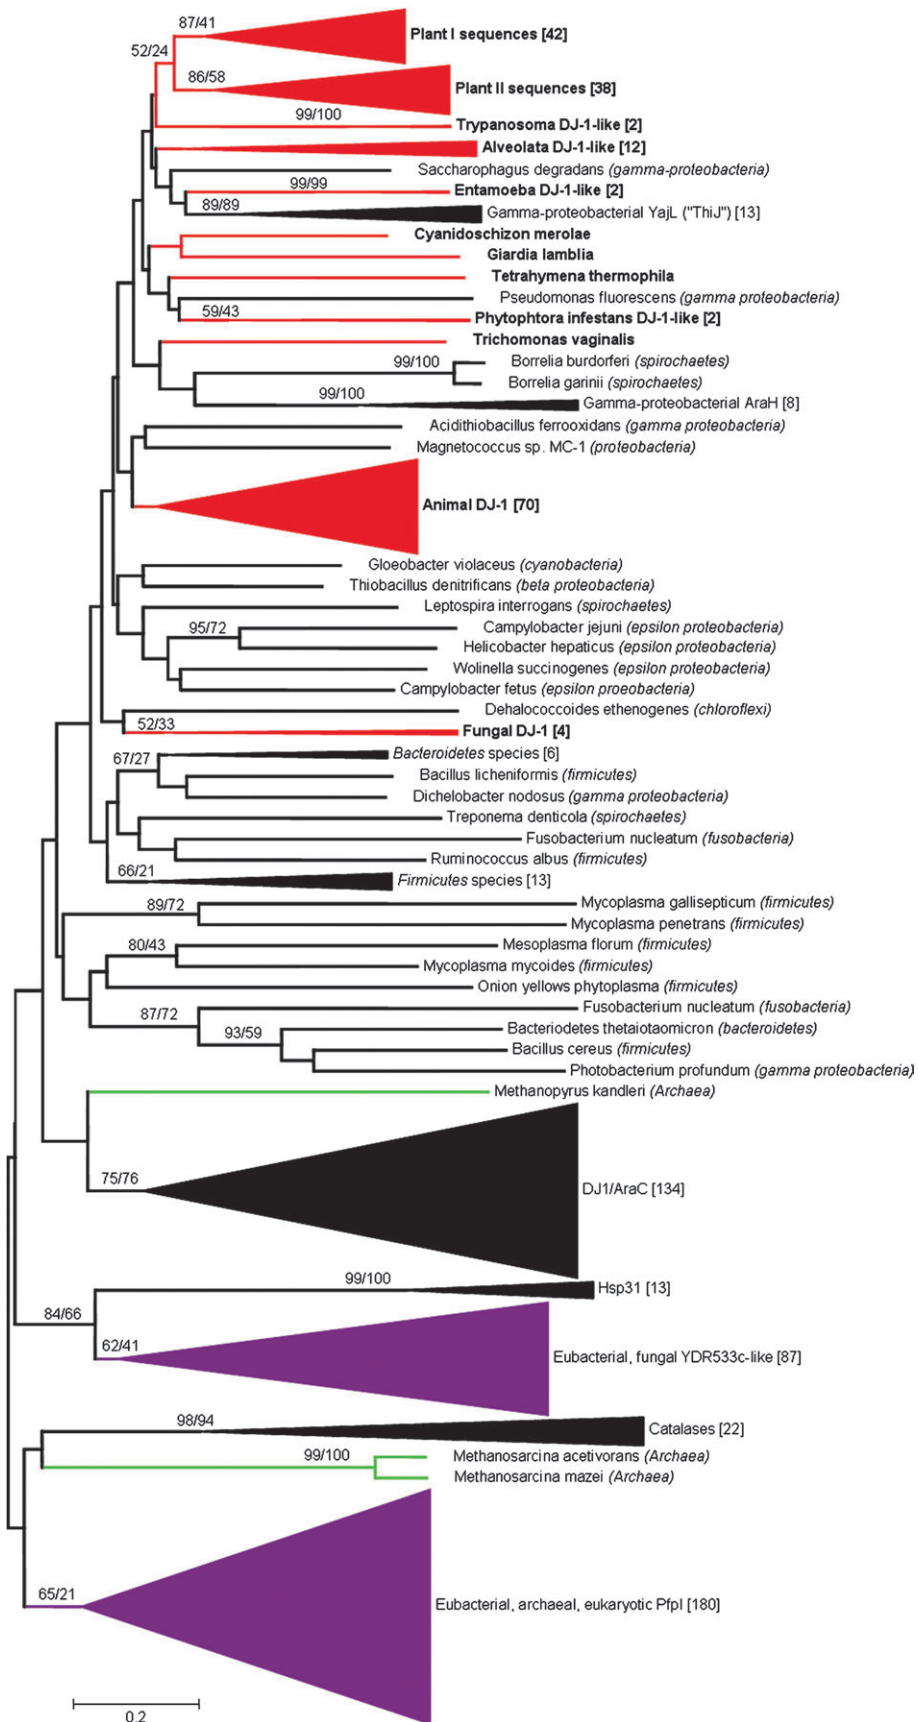 87/41
Plant I sequences [42]
52/24
86/58
Plant II sequences [38]
99/100
Trypanosoma DJ-1-like [2]
Alveolata DJ-1-like [12]
Saccharophagus degradans (gamma-proteobacteria)
99/99
Entamoeba DJ-1-like [2]
89/89
Gamma-proteobacterial YajL ("ThiJ") [13]
Cyanidoschizon merolae
Giardia lamblia
Tetrahymena thermophila
Pseudomonas fluorescens (gamma proteobacteria)
59/43
Phytophtora infestans DJ-1-like [2]
Trichomonas vaginalis
99/100
Borrelia burdorferi (spirochaetes)
Borrelia garinii (spirochaetes)
99/100
Gamma-proteobacterial AraH [8]
Acidithiobacillus ferrooxidans (gamma proteobacteria)
Magnetococcus sp. MC-1 (proteobacteria)
Animal DJ-1 [70]
Gloeobacter violaceus (cyanobacteria)
Thiobacillus denitrificans (beta proteobacteria)
Leptospira interrogans (spirochaetes)
95/72
Campylobacter jejuni (epsilon proteobacteria)
Helicobacter hepaticus (epsilon proteobacteria)
Wolinella succinogenes (epsilon proteobacteria)
Campylobacter fetus (epsilon proeobacteria)
Dehalococcoides ethenogenes (chloroflexi)
52/33
Fungal DJ-1 [4]
Bacteroidetes species [6]
67/27
Bacillus licheniformis (firmicutes)
Dichelobacter nodosus (gamma proteobacteria)
Treponema denticola (spirochaetes)
Fusobacterium nucleatum (fusobacteria)
Ruminococcus albus (firmicutes)
66/21
Firmicutes species [13]
89/72
Mycoplasma gallisepticum (firmicutes)
Mycoplasma penetrans (firmicutes)
80/43
Mesoplasma florum (firmicutes)
Mycoplasma mycoides (firmicutes)
Onion yellows phytoplasma (firmicutes)
87/72
Fusobacterium nucleatum (fusobacteria)
93/59
Bacteriodetes thetaiotaomicron (bacteroidetes)
Bacillus cereus (firmicutes)
Photobacterium profundum (gamma proteobacteria)
Methanopyrus kandleri (Archaea)
75/76
DJ1/AraC [134]
99/100
Hsp31 [13]
84/66
62/41
Eubacterial, fungal YDR533c-like [87]
98/94
Catalases [22]
99/100
Methanosarcina acetivorans (Archaea)
Methanosarcina mazei (Archaea)
65/21
Eubacterial, archaeal, eukaryotic PfpI [180]
0.2